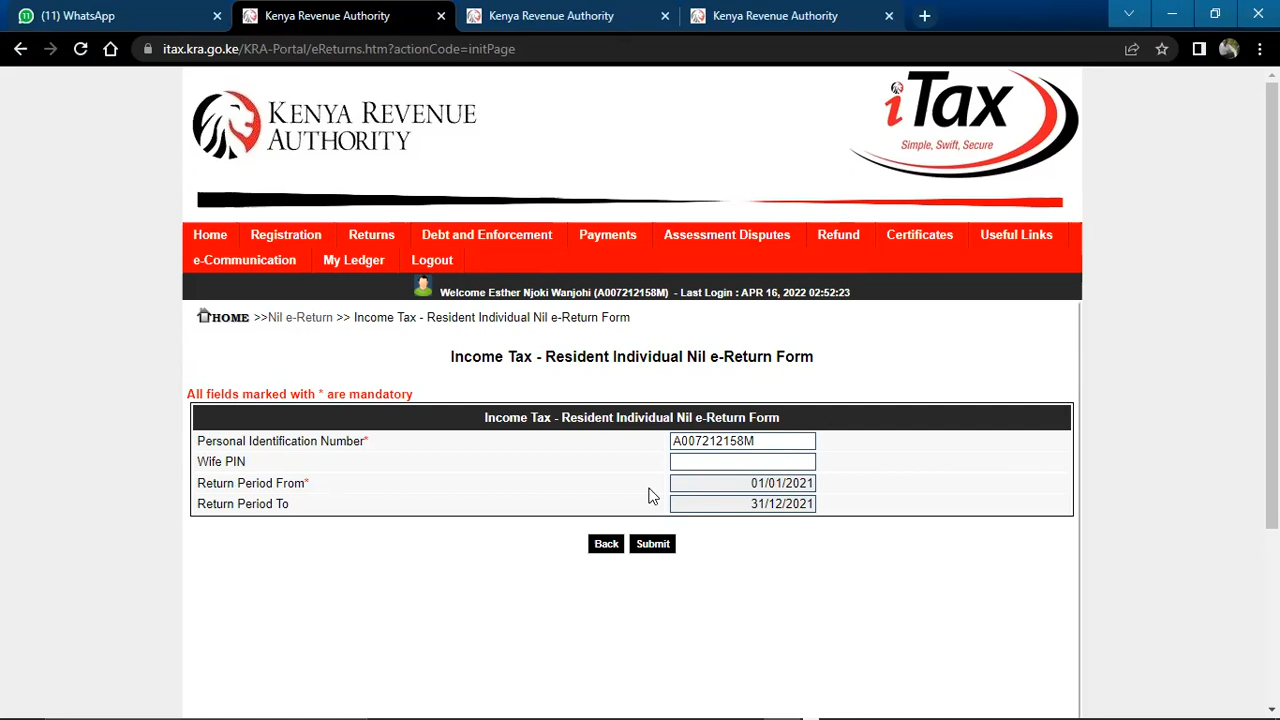 (11) WhatsApp
Kenya Revenue Authority
Kenya Revenue Authority
Kenya Revenue Authority
itax.kra.go.ke/KRA-Portal/eReturns.htm?actionCode=initPage
KENYA REVENUE
AUTHORITY
iTax
Simple, Swift, Secure
Home Registration Returns Debt and Enforcement Payments Assessment Disputes Refund Certificates Useful Links
e-Communication My Ledger Logout
Welcome Esther Njoki Wanjohi (A007212158M) - Last Login : APR 16, 2022 02:52:23
HOME >>Nil e-Return >> Income Tax - Resident Individual Nil e-Return Form
Income Tax - Resident Individual Nil e-Return Form
All fields marked with * are mandatory
Income Tax - Resident Individual Nil e-Return Form
Personal Identification Number* A007212158M
Wife PIN
Return Period From* 01/01/2021
Return Period To 31/12/2021
Back Submit